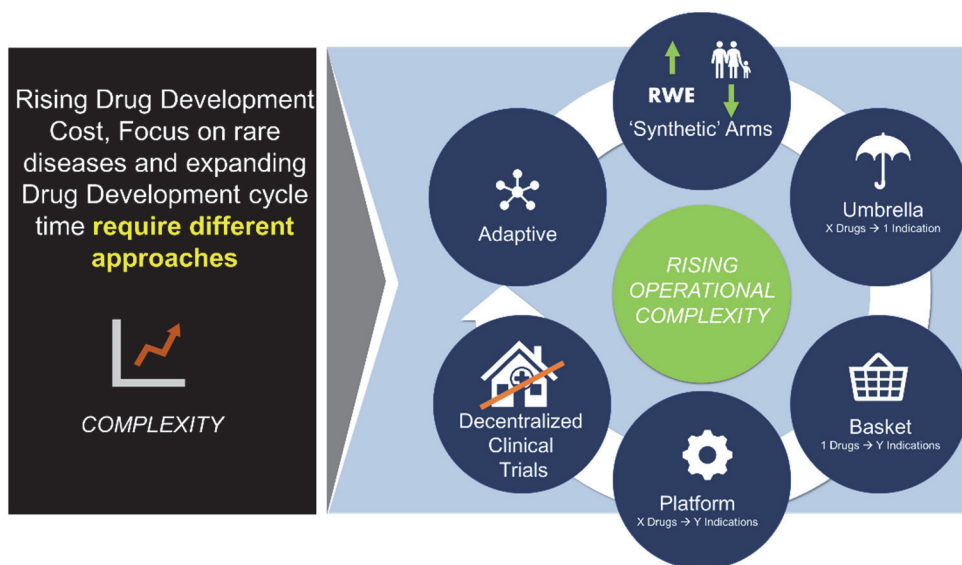 Rising Drug Development
Cost, Focus on rare
diseases and expanding
Drug Development cycle
time require different
approaches
COMPLEXITY
RWE
'Synthetic' Arms
Umbrella
X Drugs → 1 Indication
Basket
1 Drugs → Y Indications
Platform
X Drugs → Y Indications
Decentralized
Clinical
Trials
Adaptive
RISING
OPERATIONAL
COMPLEXITY